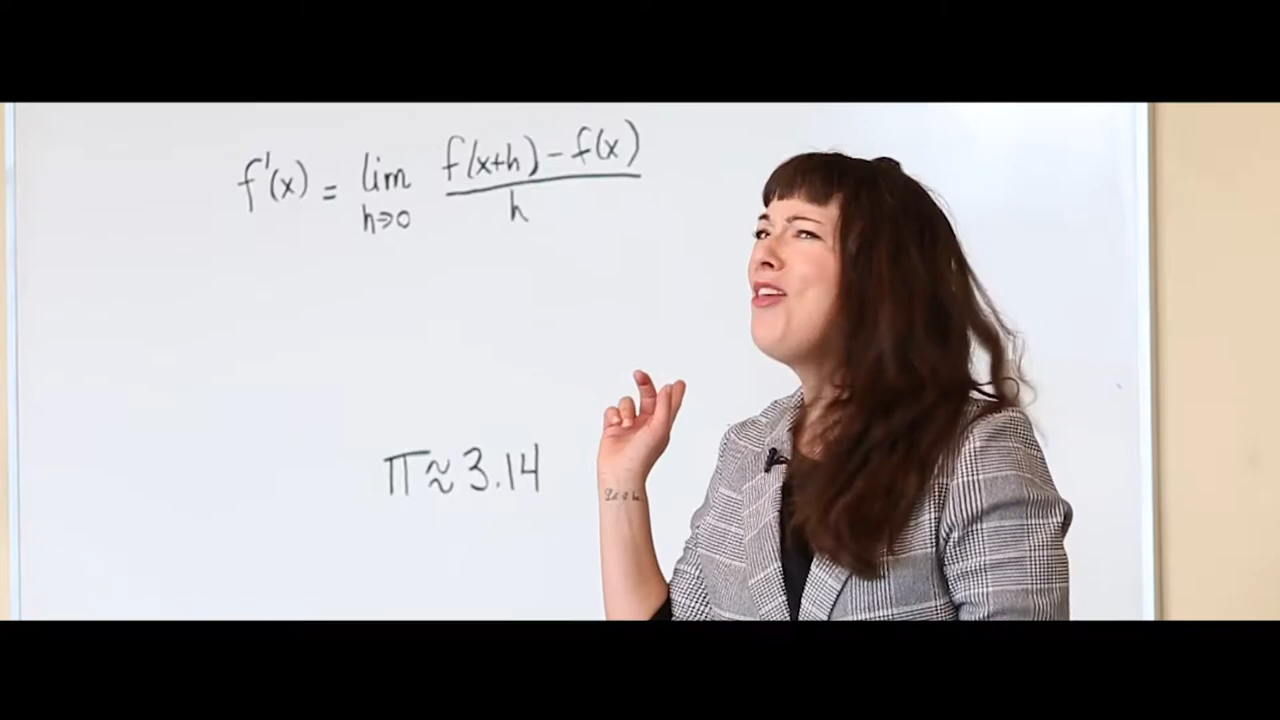 f'(x) = lim h→0 f(x+h) - f(x) / h
π ≈ 3.14